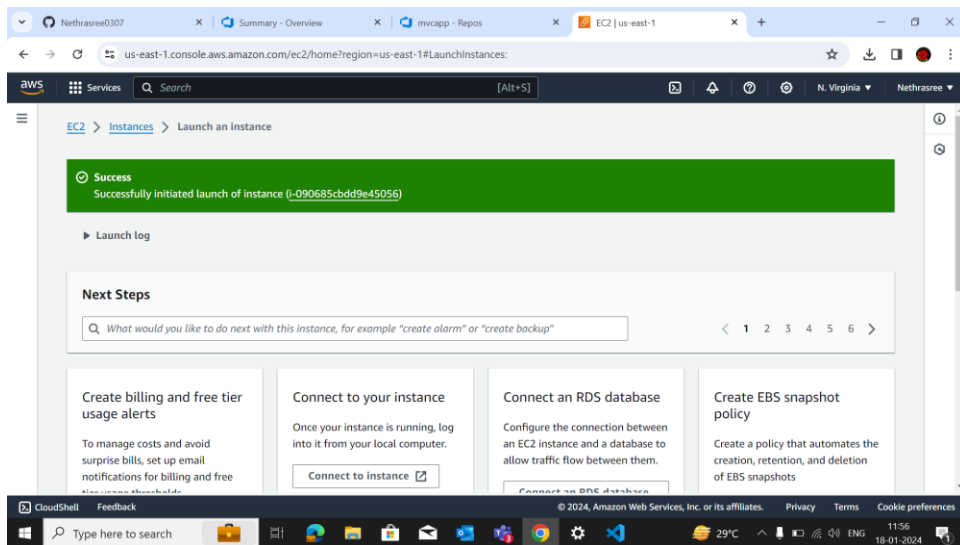 Nethrasree0307
Summary - Overview
mvcapp - Repos
EC2 | us-east-1
us-east-1.console.aws.amazon.com/ec2/home?region=us-east-1#LaunchInstances:
aws
Services
Search
[Alt+S]
N. Virginia
Nethrasree
EC2
Instances
Launch an instance
Success
Successfully initiated launch of instance (i-090685cbdd9e45056)
Launch log
Next Steps
What would you like to do next with this instance, for example "create alarm" or "create backup"
1 2 3 4 5 6
Create billing and free tier
usage alerts
To manage costs and avoid
surprise bills, set up email
notifications for billing and free
tier usage thresholds.
Connect to your instance
Once your instance is running, log
into it from your local computer.
Connect to instance
Connect an RDS database
Configure the connection between
an EC2 instance and a database to
allow traffic flow between them.
Connect an RDS database
Create EBS snapshot
policy
Create a policy that automates the
creation, retention, and deletion
of EBS snapshots
CloudShell
Feedback
© 2024, Amazon Web Services, Inc. or its affiliates.
Privacy
Terms
Cookie preferences
Type here to search
29°C
ENG
11:56
18-01-2024